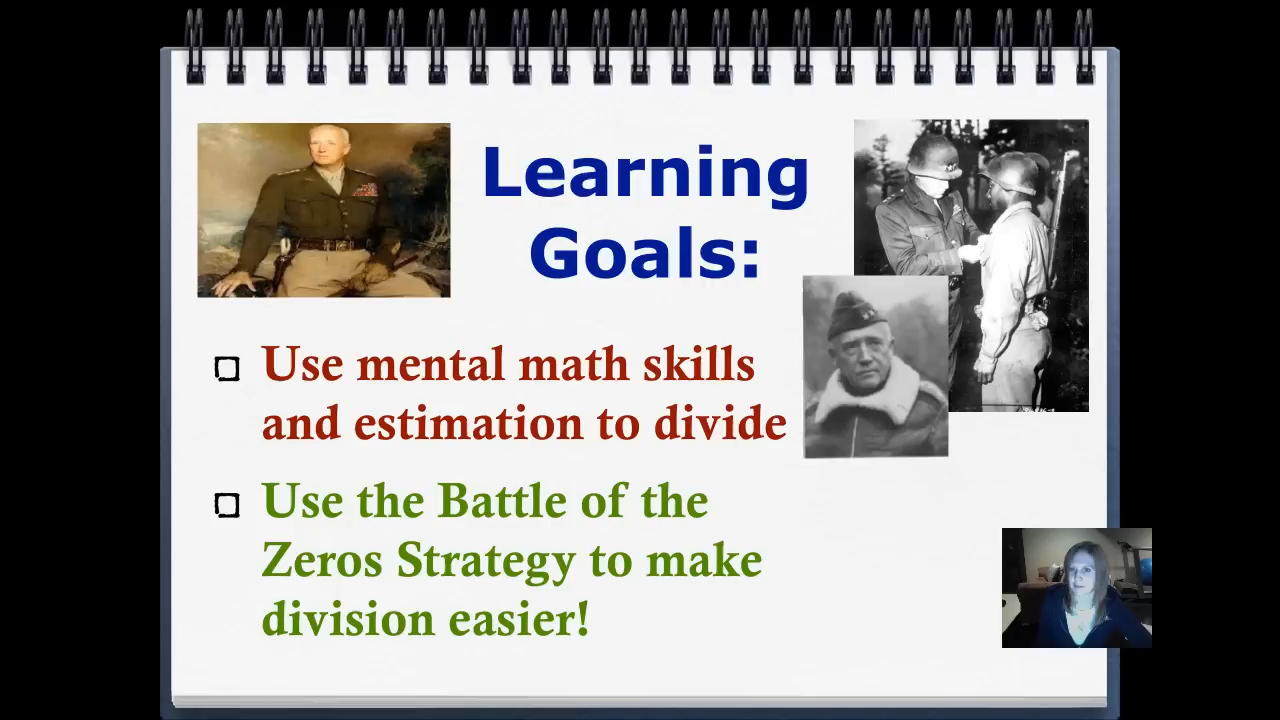 Learning
Goals:
Use mental math skills
and estimation to divide
Use the Battle of the
Zeros Strategy to make
division easier!